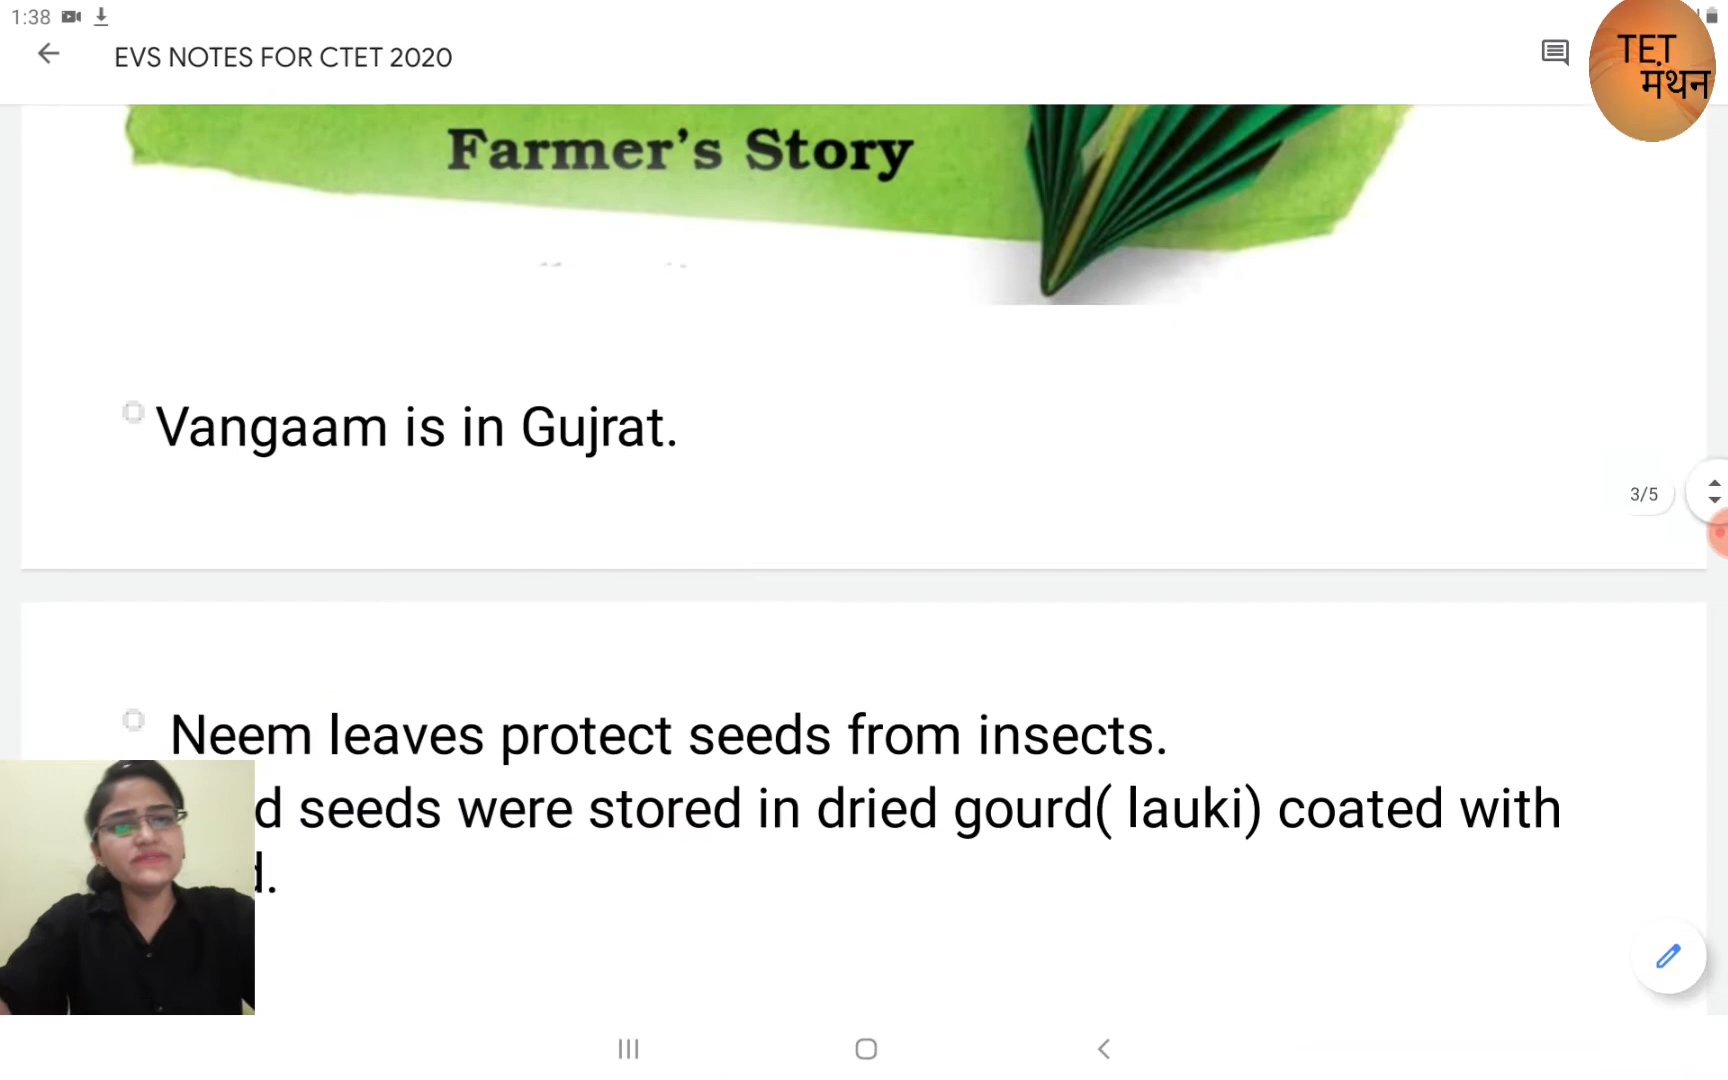 1:38
EVS NOTES FOR CTET 2020
TET
मंथन
Farmer's Story
Vangaam is in Gujrat.
3/5
Neem leaves protect seeds from insects.
seeds were stored in dried gourd( lauki) coated with